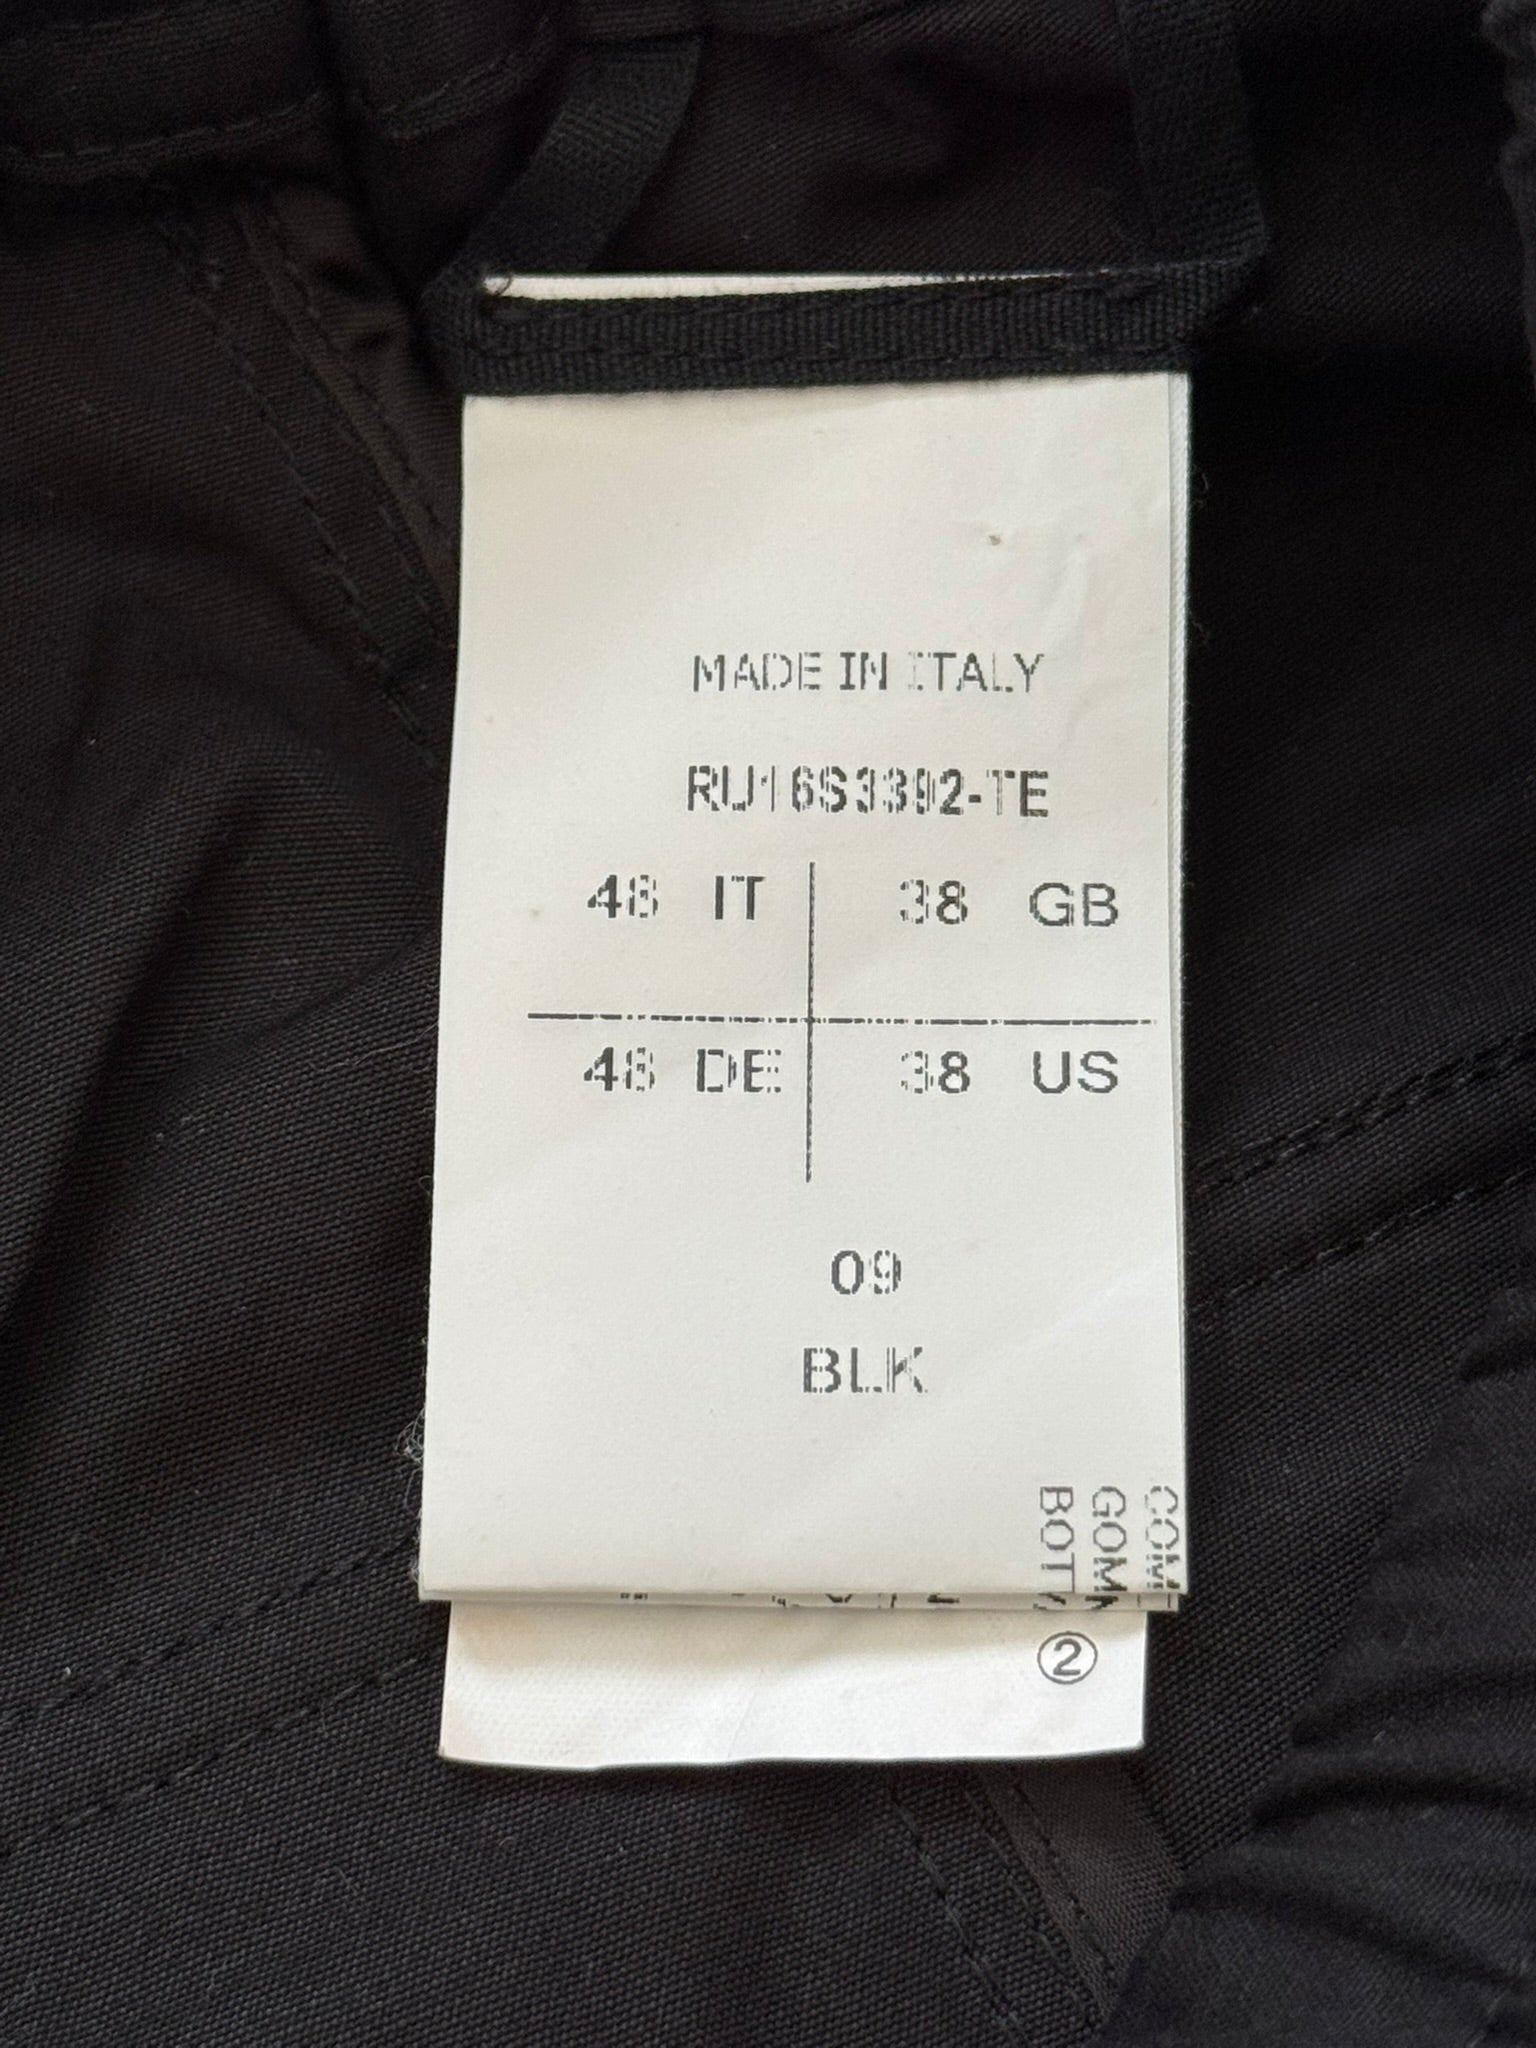 MADE IN ITALY
RU16S3392-TE
48 IT 38 GB
48 DE 38 US
09
BLK
COM
GOM
BOT
②